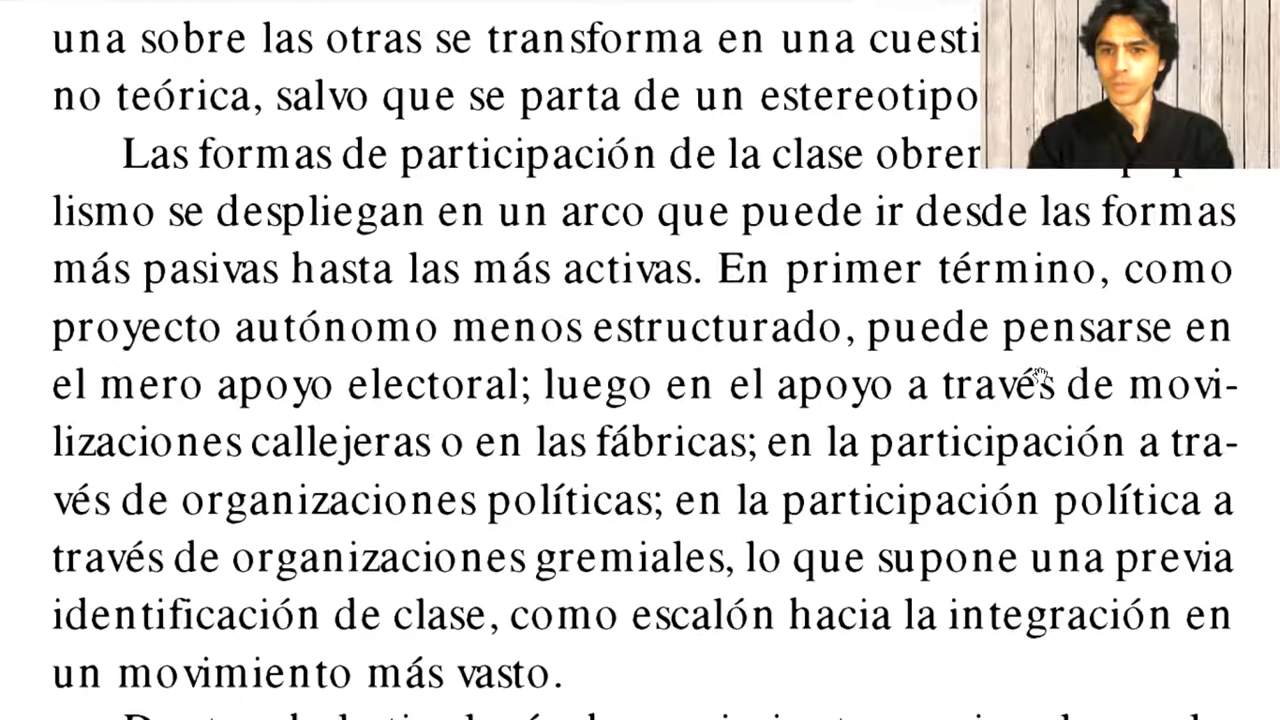 una sobre las otras se transforma en una
no teórica, salvo que se parta de un estereotipo
Las formas de participación de la clase
lismo se despliegan en un arco que puede ir desde las formas
más pasivas hasta las más activas. En primer término, como
proyecto autónomo menos estructurado, puede pensarse en
el mero apoyo electoral; luego en el apoyo a través de movi-
lizaciones callejeras o en las fábricas; en la participación a tra-
vés de organizaciones políticas; en la participación política a
través de organizaciones gremiales, lo que supone una previa
identificación de clase, como escalón hacia la integración en
un movimiento más vasto.